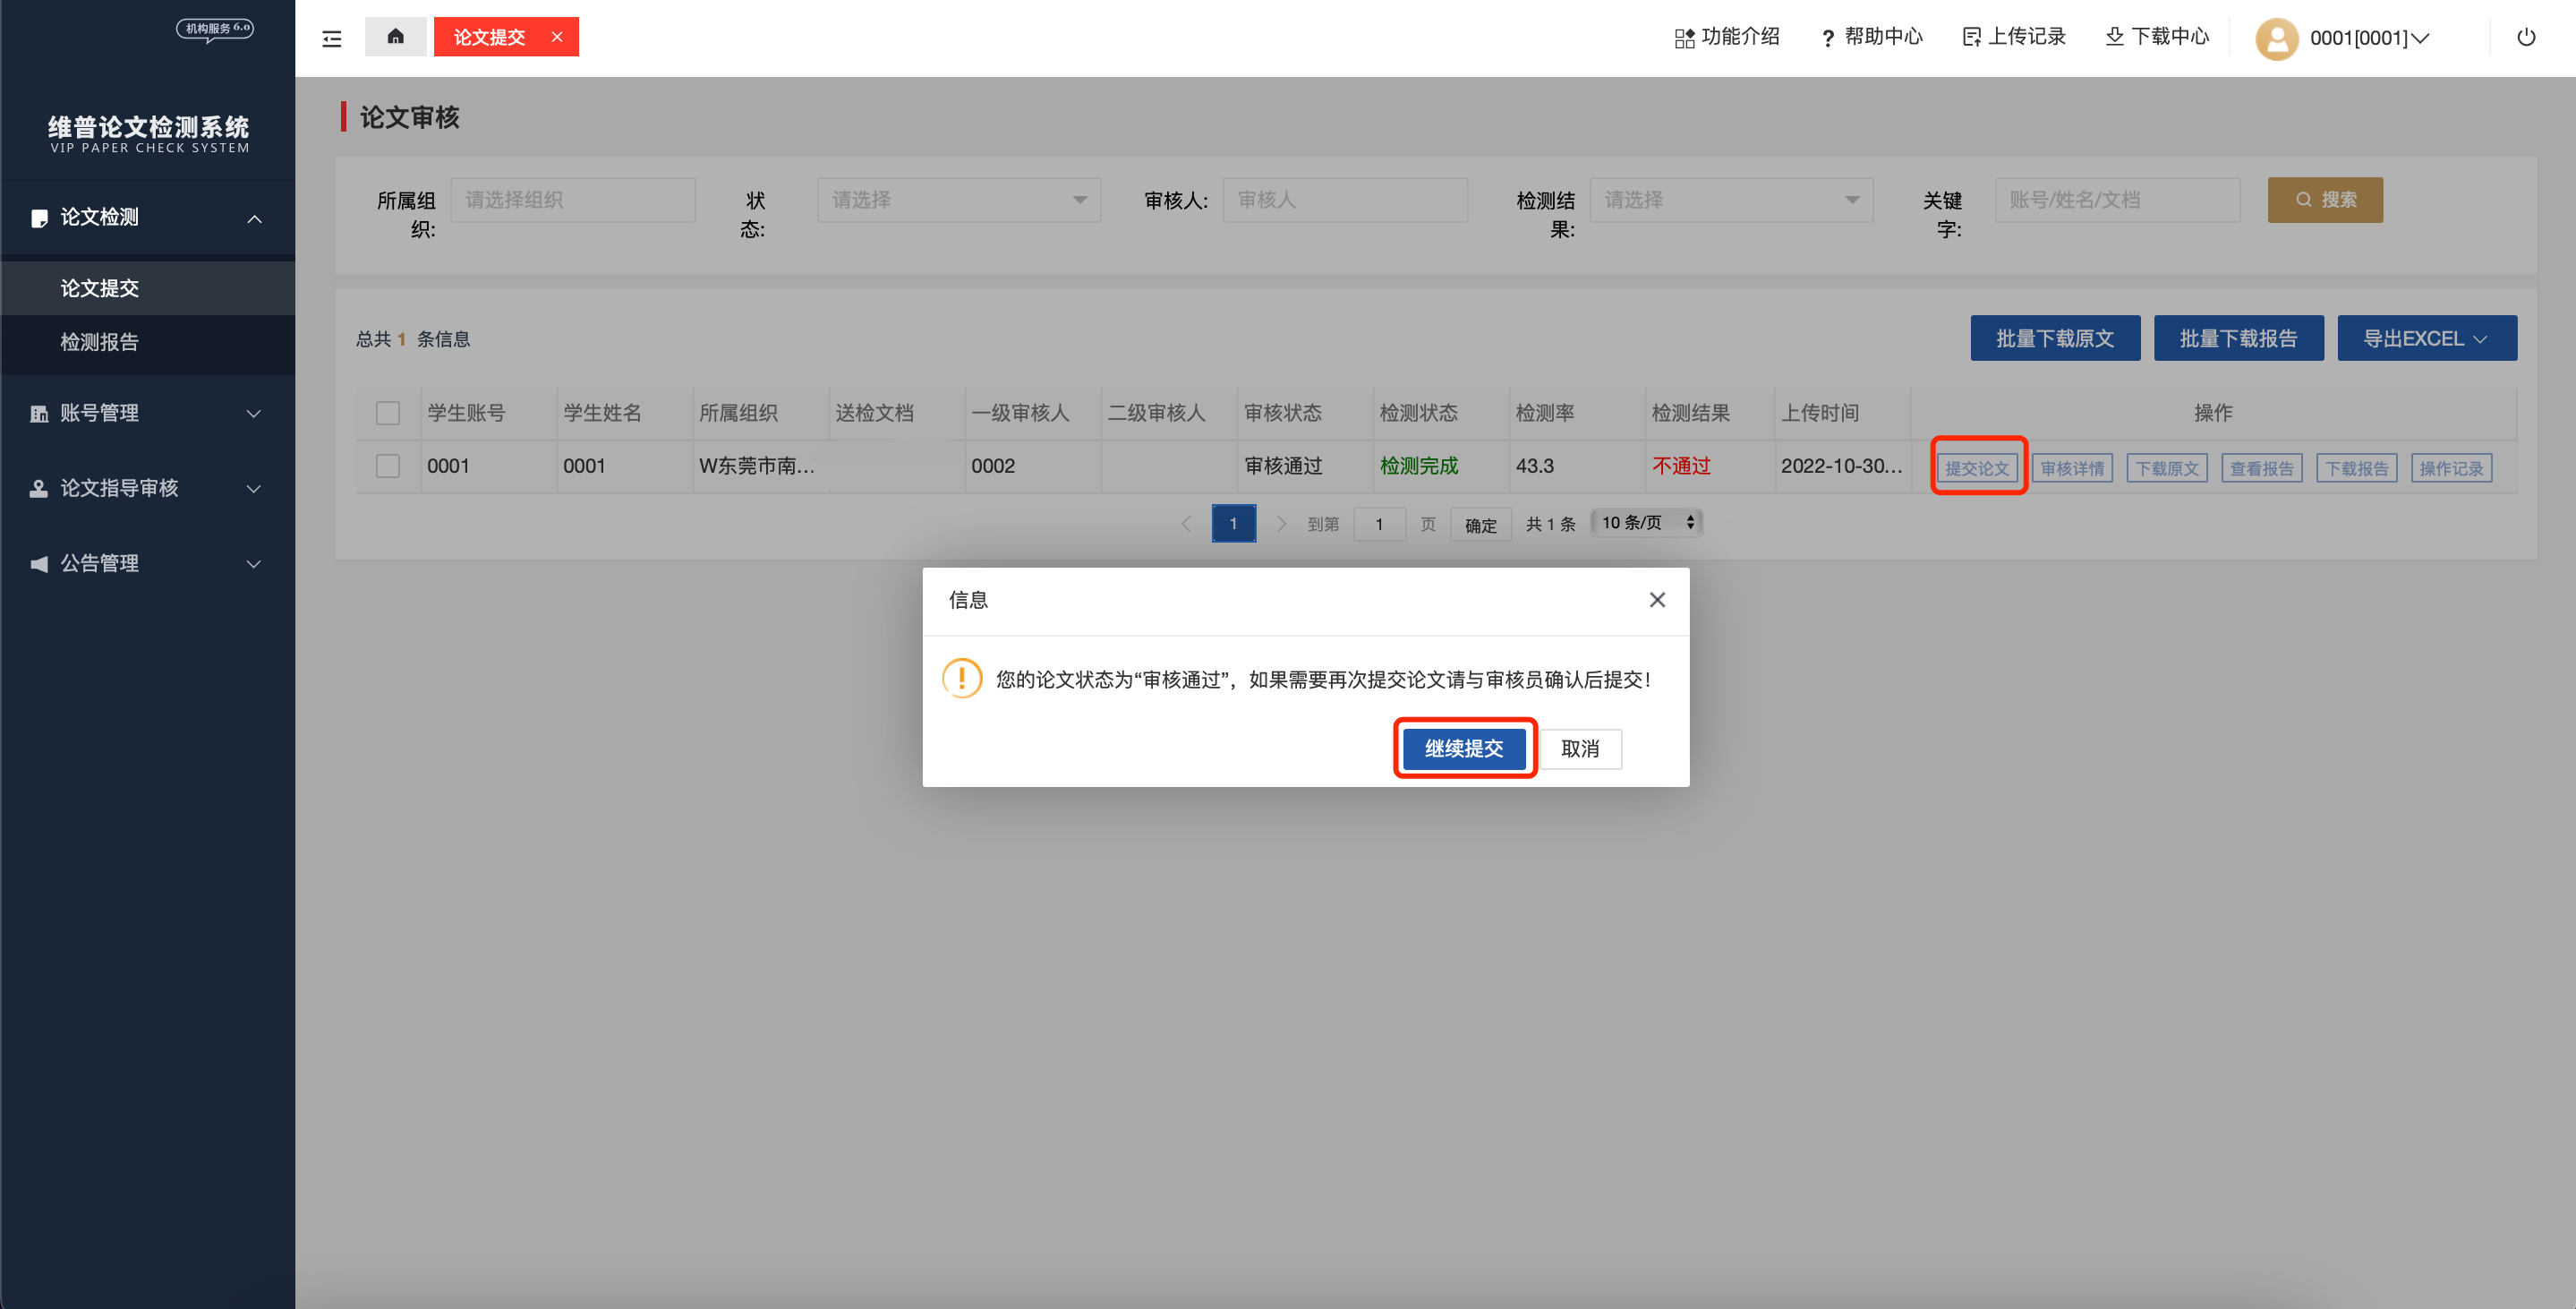 机构服务 6.0
维普论文检测系统
VIP PAPER CHECK SYSTEM
论文检测
论文提交
检测报告
账号管理
论文指导审核
公告管理
论文提交
功能介绍 ? 帮助中心 上传记录 下载中心 0001[0001]
论文审核
所属组织: 请选择组织 状态: 请选择 审核人: 审核人 检测结果: 请选择 关键字: 账号/姓名/文档 搜索
总共 1 条信息 批量下载原文 批量下载报告 导出EXCEL
学生账号 学生姓名 所属组织 送检文档 一级审核人 二级审核人 审核状态 检测状态 检测率 检测结果 上传时间 操作
0001 0001 W东莞市南... 0002 审核通过 检测完成 43.3 不通过 2022-10-30... 提交论文 审核详情 下载原文 查看报告 下载报告 操作记录
1 到第 1 页 确定 共 1 条 10 条/页
信息
您的论文状态为“审核通过”，如果需要再次提交论文请与审核员确认后提交！
继续提交 取消